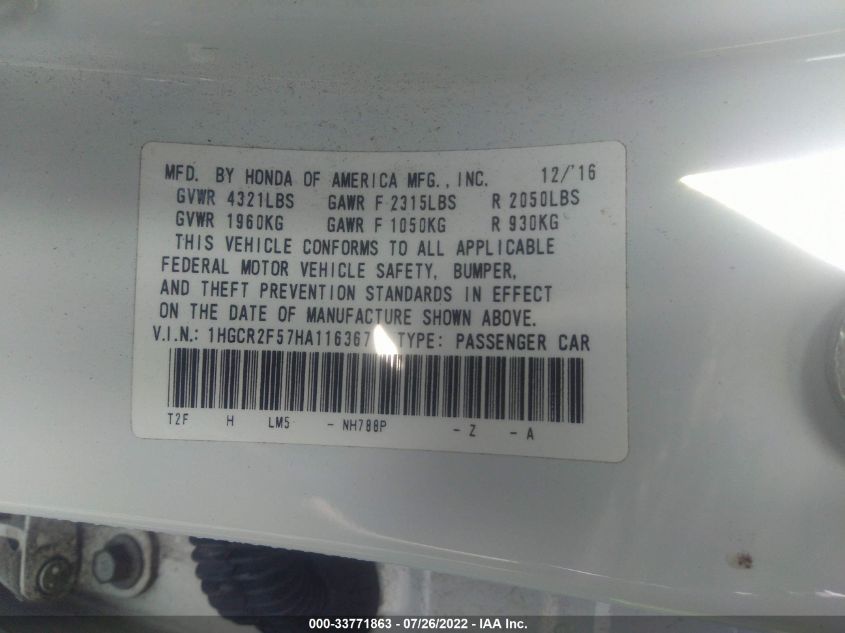 MFD. BY HONDA OF AMERICA MFG., INC. 12/'16
GVWR 4321LBS GAWR F 2315LBS R 2050LBS
GVWR 1960KG GAWR F 1050KG R 930KG
THIS VEHICLE CONFORMS TO ALL APPLICABLE
FEDERAL MOTOR VEHICLE SAFETY, BUMPER,
AND THEFT PREVENTION STANDARDS IN EFFECT
ON THE DATE OF MANUFACTURE SHOWN ABOVE.
V.I.N.: 1HGCR2F57HA116367 TYPE: PASSENGER CAR
T2F H LM5 - NH788P - Z - A
000-33771863 - 07/26/2022 - IAA Inc.